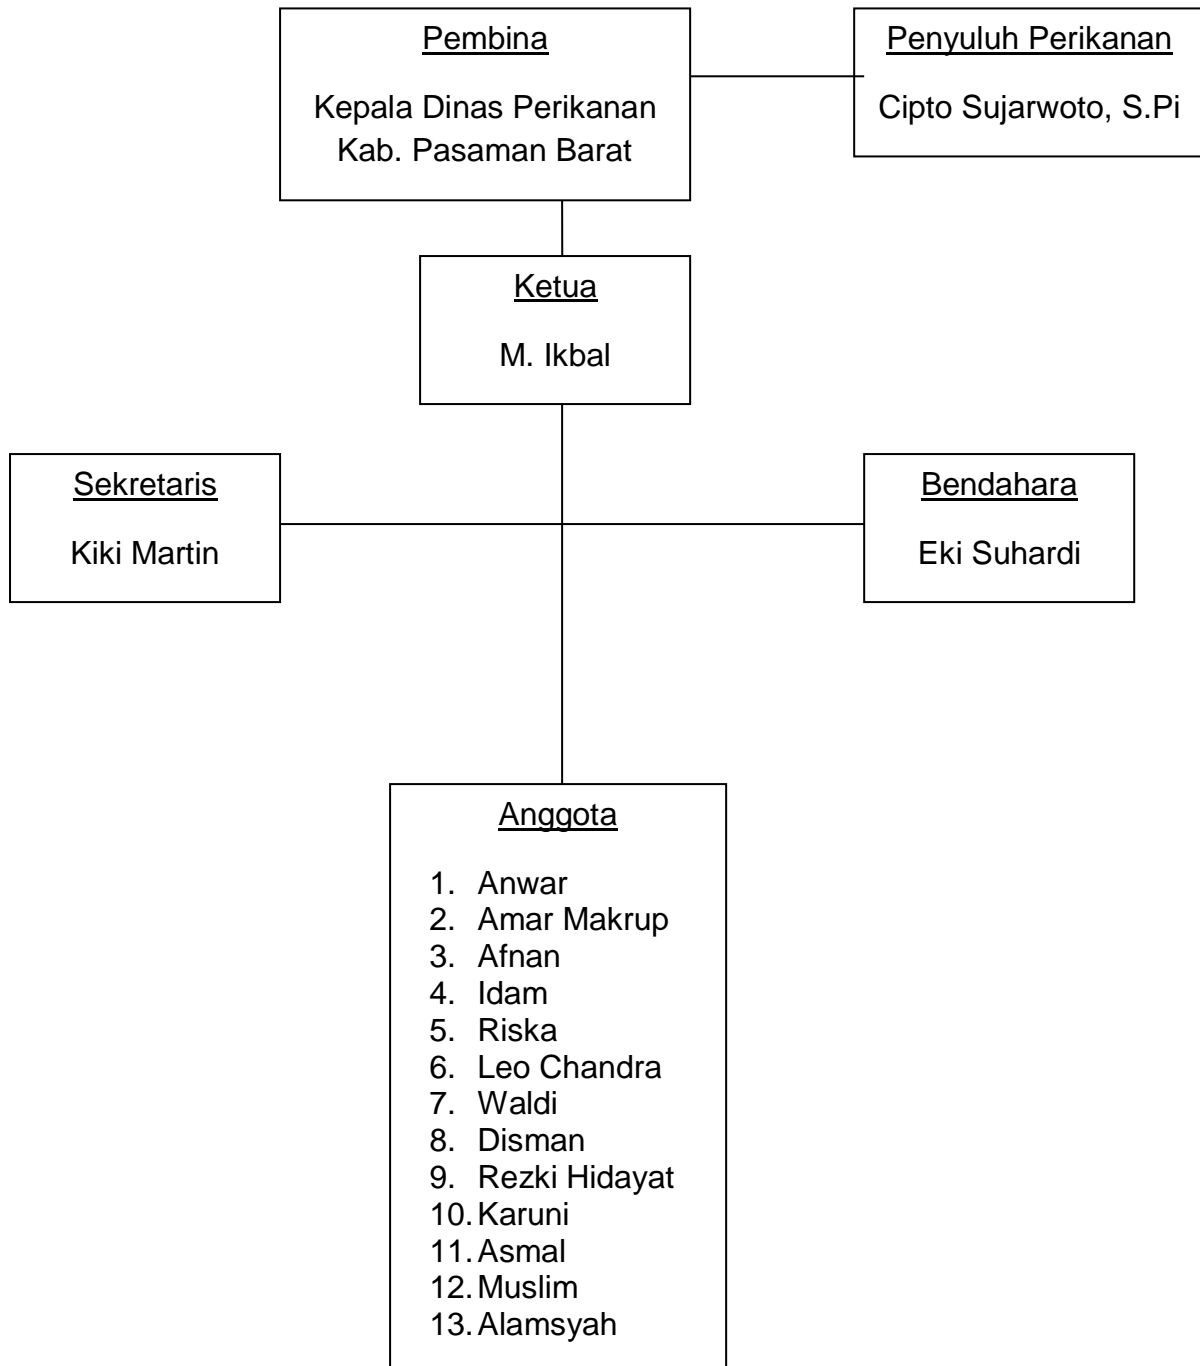 Pembina
Kepala Dinas Perikanan
Kab. Pasaman Barat
Penyuluh Perikanan
Cipto Sujarwoto, S.Pi
Ketua
M. Ikbal
Sekretaris
Kiki Martin
Bendahara
Eki Suhardi
Anggota
1. Anwar
2. Amar Makrup
3. Afnan
4. Idam
5. Riska
6. Leo Chandra
7. Waldi
8. Disman
9. Rezki Hidayat
10. Karuni
11. Asmal
12. Muslim
13. Alamsyah